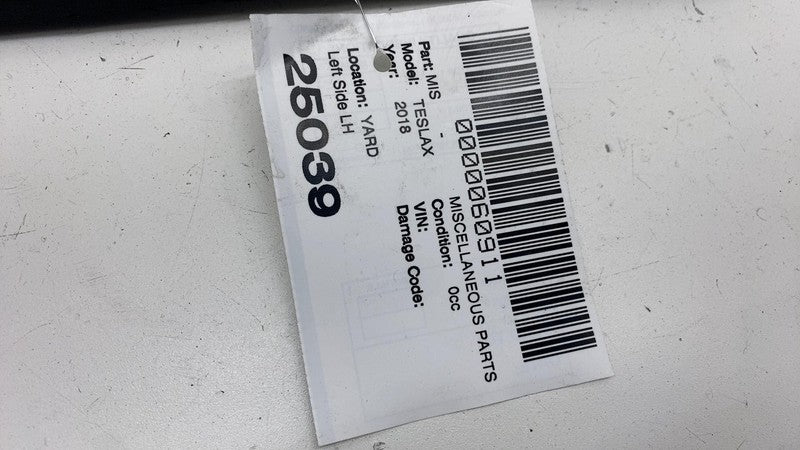 0000060911
Part: MIS - MISCELLANEOUS PARTS
Model: TESLAX Condition: 0cc
Year: 2018 VIN:
Damage Code:
Location: YARD
Left Side LH
25039